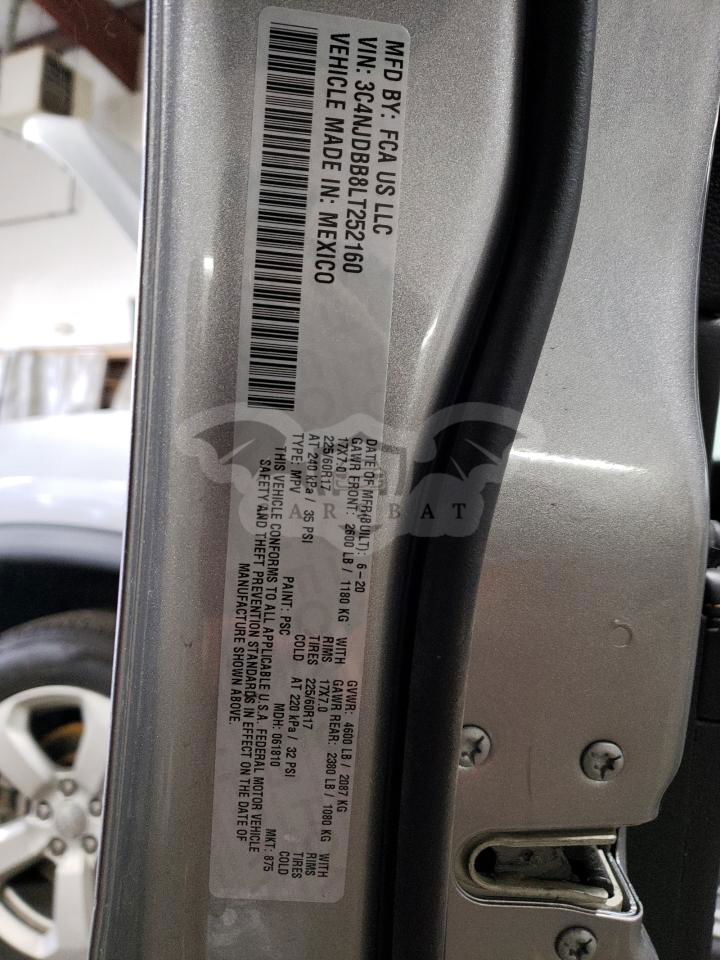 MFD BY: FCA US LLC
VIN: 3C4NJDBB8LT252160
VEHICLE MADE IN: MEXICO
DATE OF MFR(BUILT): 6-20 GVWR: 4600 LB / 2087 KG
GAWR FRONT: 2600 LB / 1180 KG WITH GAWR REAR: 2380 LB / 1080 KG WITH
17X7.0 RIMS 17X7.0 RIMS
225/60R17 TIRES 225/60R17 TIRES
AT 240 kPa / 35 PSI COLD AT 220 kPa / 32 PSI COLD
TYPE: MPV PAINT: PSC MDH: 061810 MKT: 875
THIS VEHICLE CONFORMS TO ALL APPLICABLE U.S.A. FEDERAL MOTOR VEHICLE
SAFETY AND THEFT PREVENTION STANDARDS IN EFFECT ON THE DATE OF
MANUFACTURE SHOWN ABOVE.